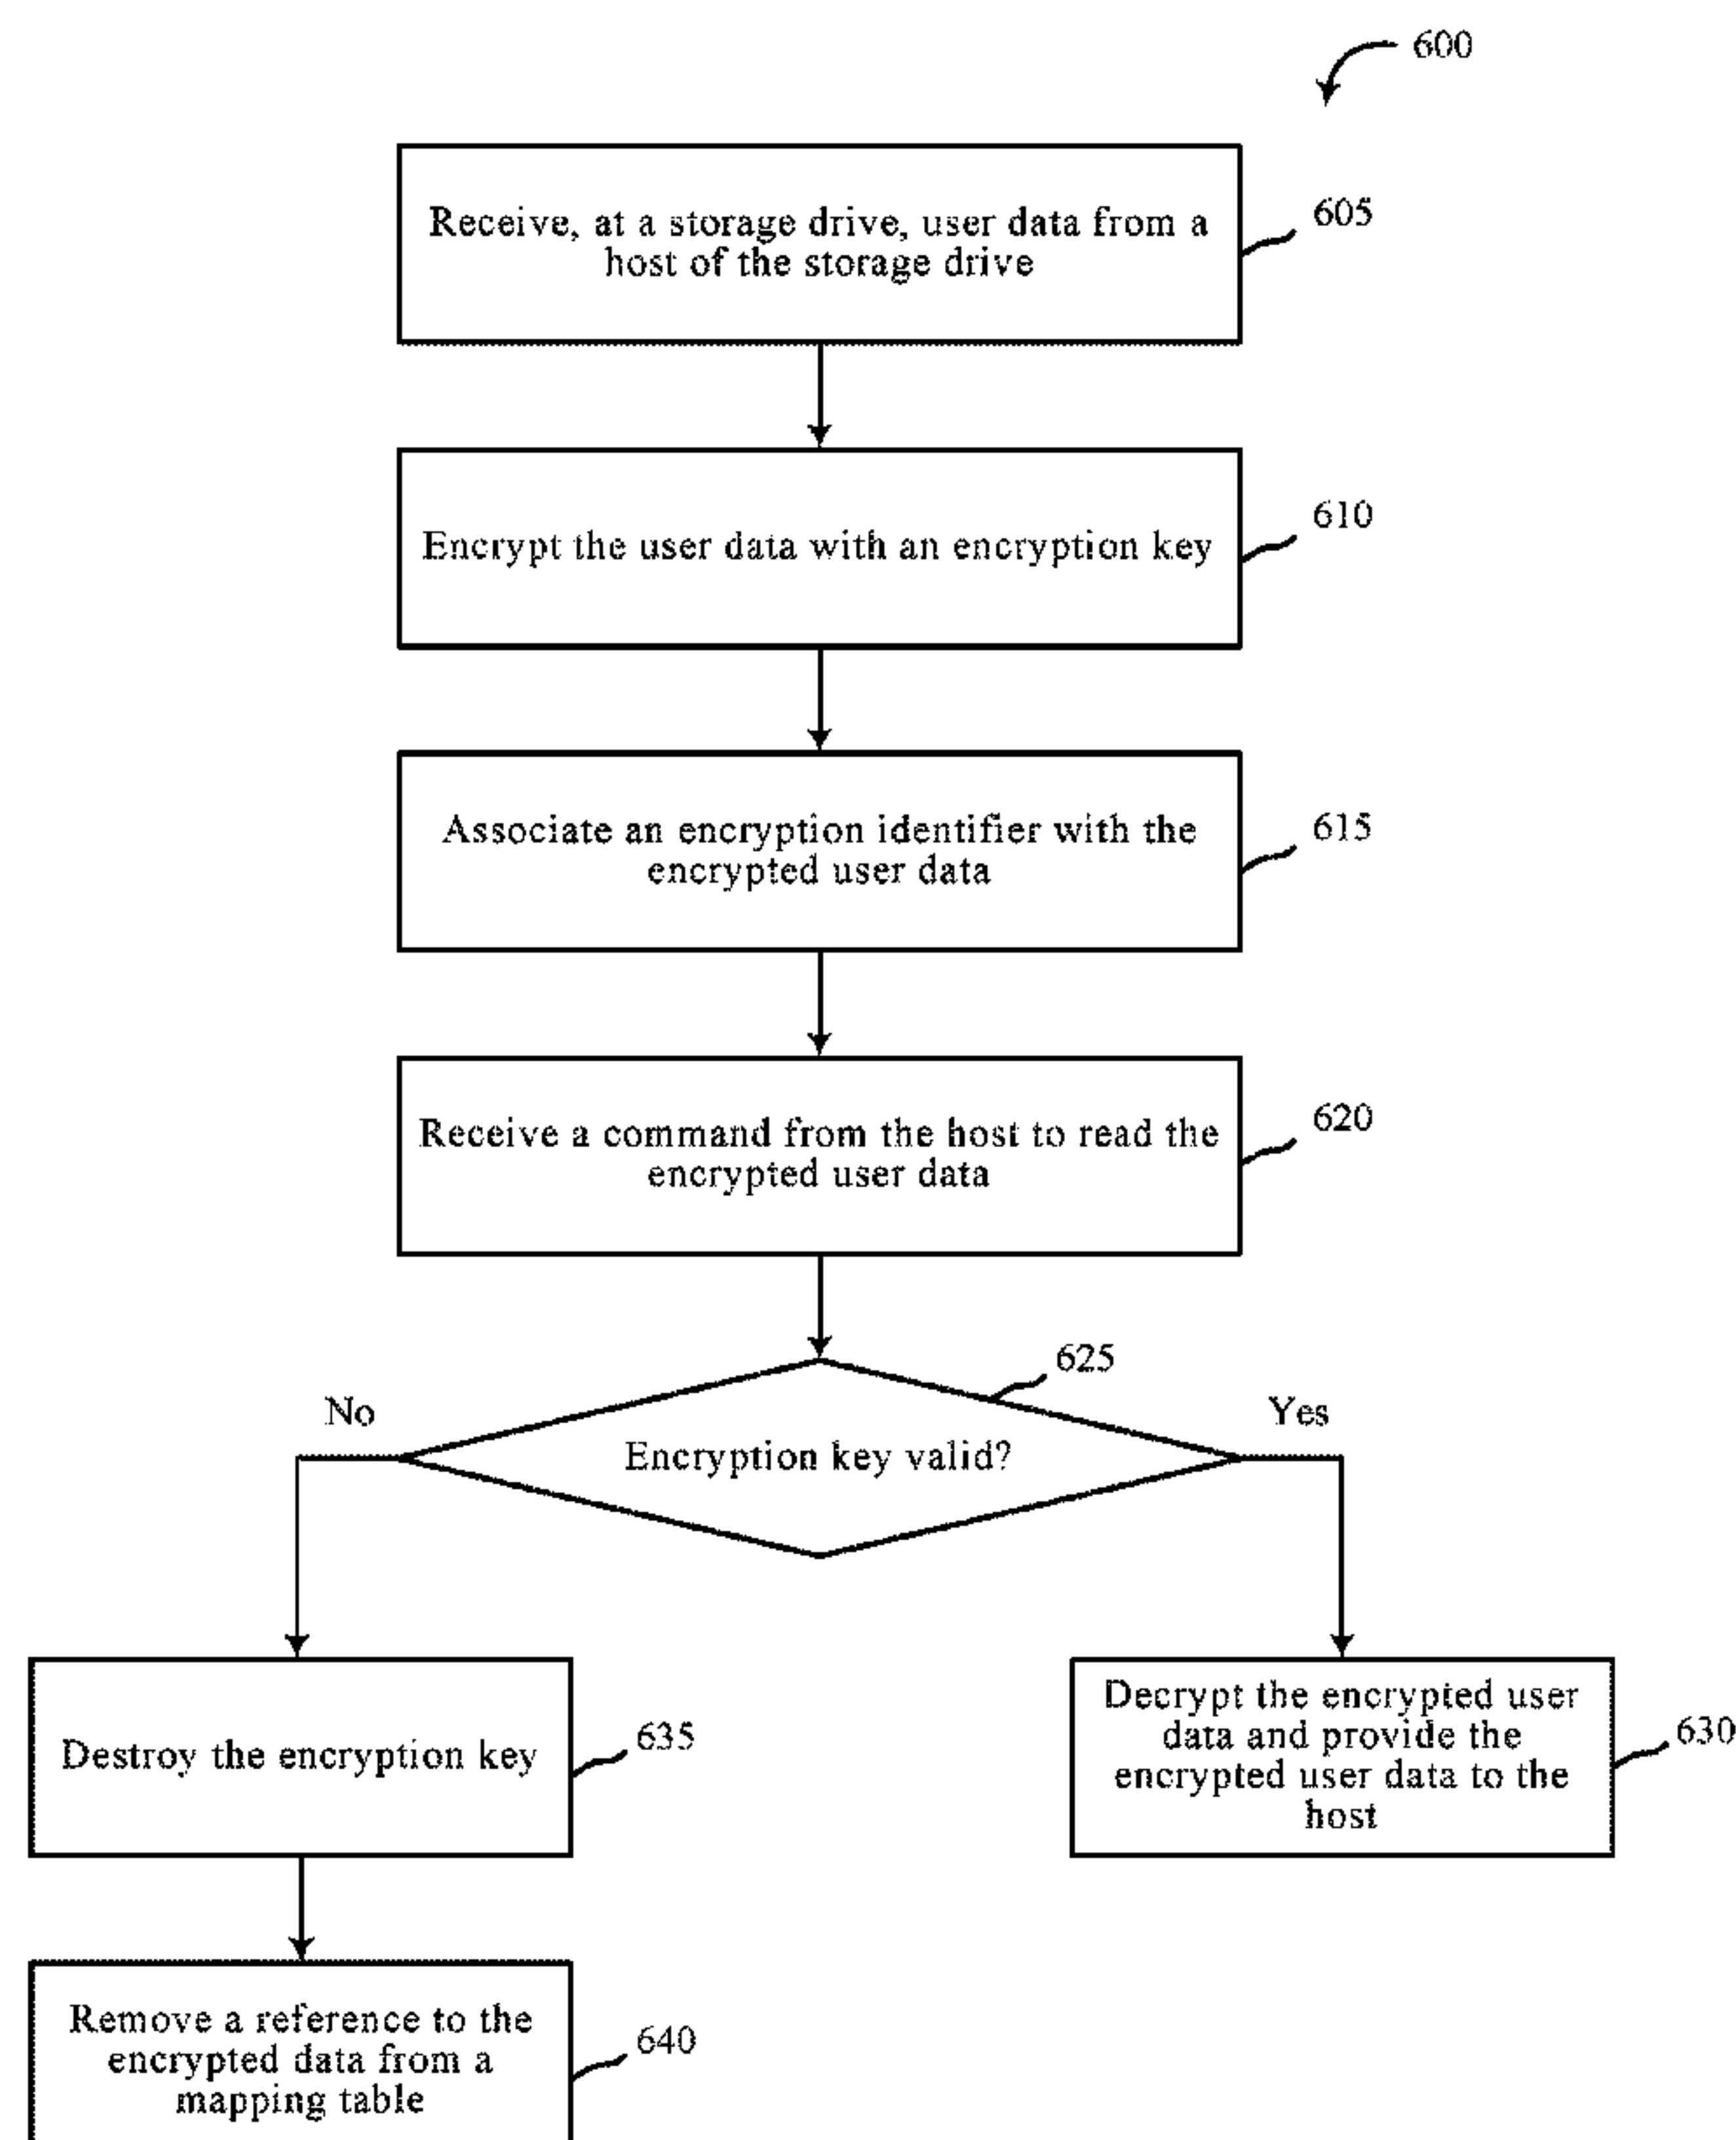 600
Receive, at a storage drive, user data from a
host of the storage drive
605
Encrypt the user data with an encryption key
610
Associate an encryption identifier with the
encrypted user data
615
Receive a command from the host to read the
encrypted user data
620
625
No
Yes
Encryption key valid?
Destroy the encryption key
635
Decrypt the encrypted user
data and provide the
encrypted user data to the
host
630
Remove a reference to the
encrypted data from a
mapping table
640